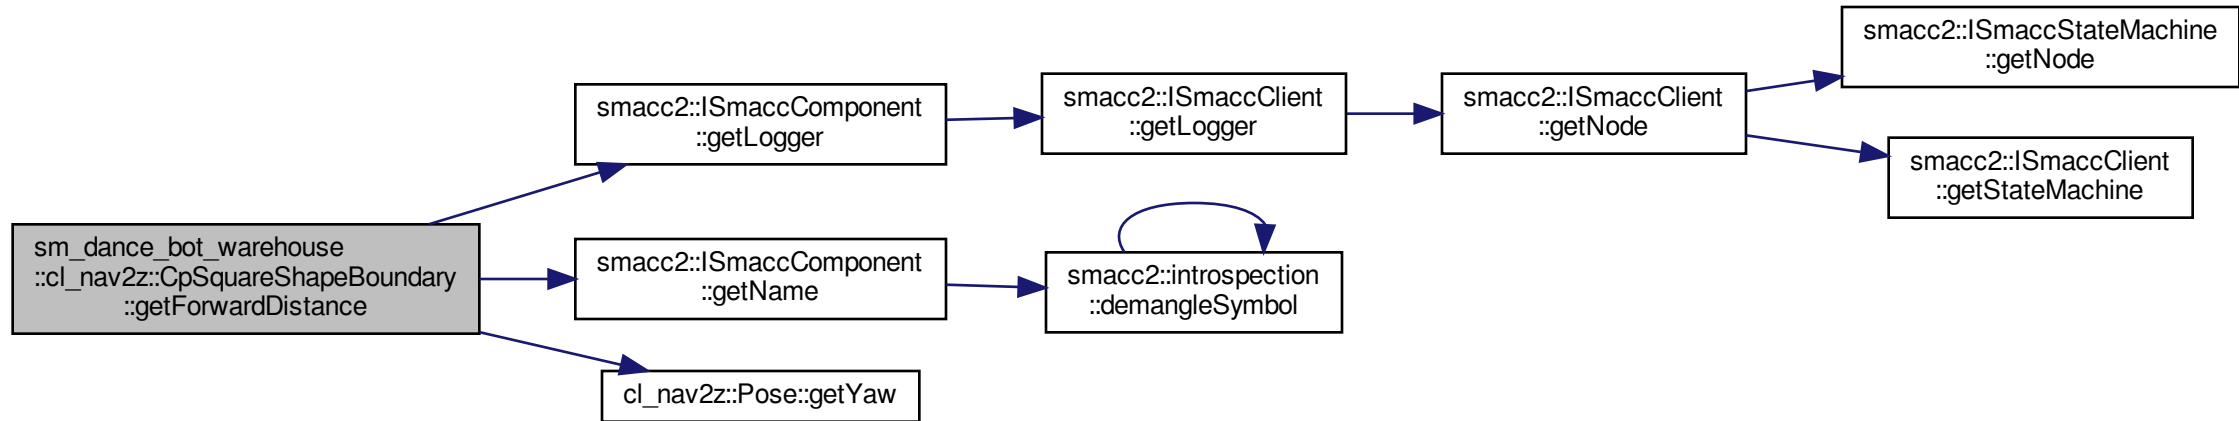 smacc2::ISmaccStateMachine
::getNode
smacc2::ISmaccComponent
::getLogger
smacc2::ISmaccClient
::getLogger
smacc2::ISmaccClient
::getNode
smacc2::ISmaccClient
::getStateMachine
sm_dance_bot_warehouse
::cl_nav2z::CpSquareShapeBoundary
::getForwardDistance
smacc2::ISmaccComponent
::getName
smacc2::introspection
::demangleSymbol
cl_nav2z::Pose::getYaw